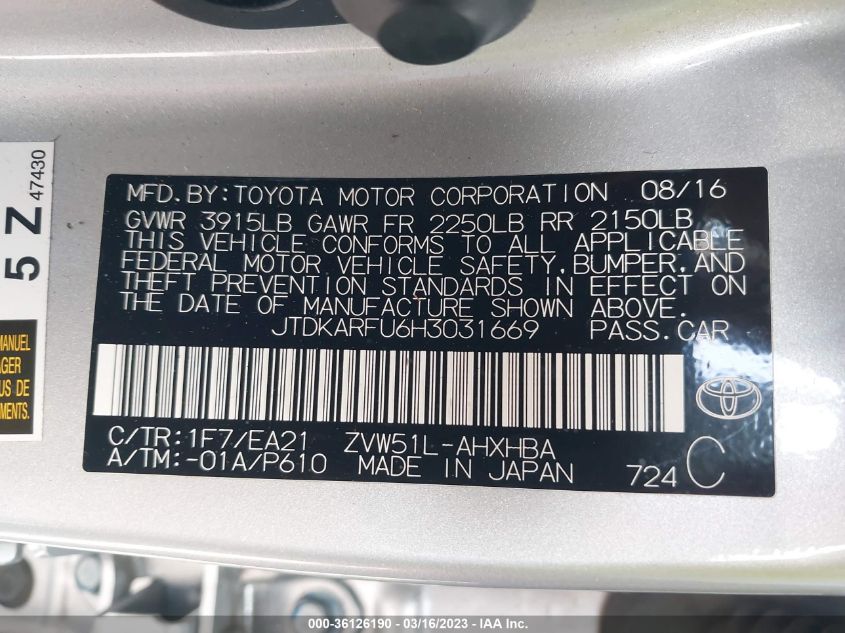 MFD.BY:TOYOTA MOTOR CORPORATION 08/16
GVWR 3915LB GAWR FR 2250LB RR 2150LB
THIS VEHICLE CONFORMS TO ALL APPLICABLE
FEDERAL MOTOR VEHICLE SAFETY,BUMPER,AND
THEFT PREVENTION STANDARDS IN EFFECT ON
THE DATE OF MANUFACTURE SHOWN ABOVE.
JTDKARFU6H3031669 PASS.CAR
C/TR:1F7/EA21 ZVW51L-AHXHBA
A/TM:-01A/P610 MADE IN JAPAN 724 C
5 Z 47430
MANUEL
US DE
000-36126190 - 03/16/2023 - IAA, Inc.